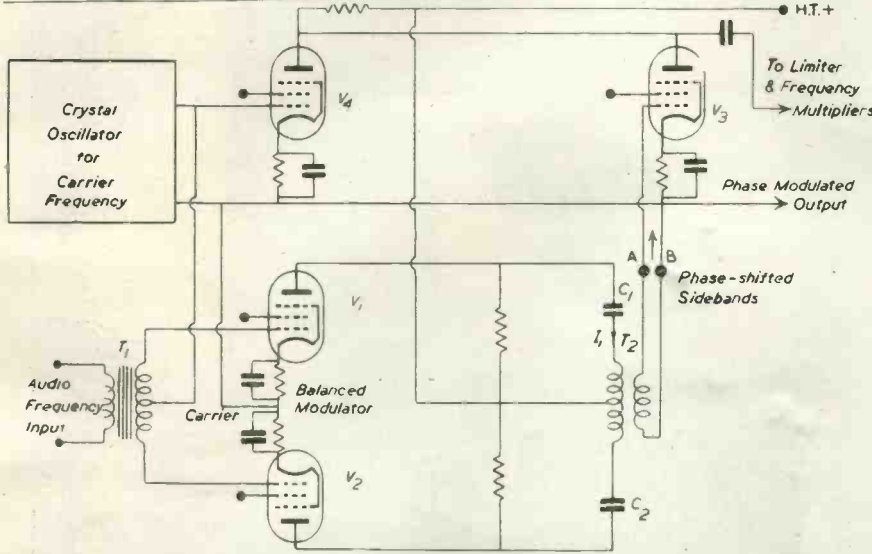 H.T.+
V4
V3
To Limiter
& Frequency
Multipliers
Crystal
Oscillator
for
Carrier
Frequency
Phase Modulated
Output
A B
Phase-shifted
Sidebands
V1
C1
I1 T2
T1
Audio
Frequency
Input
Carrier
Balanced
Modulator
V2
C2